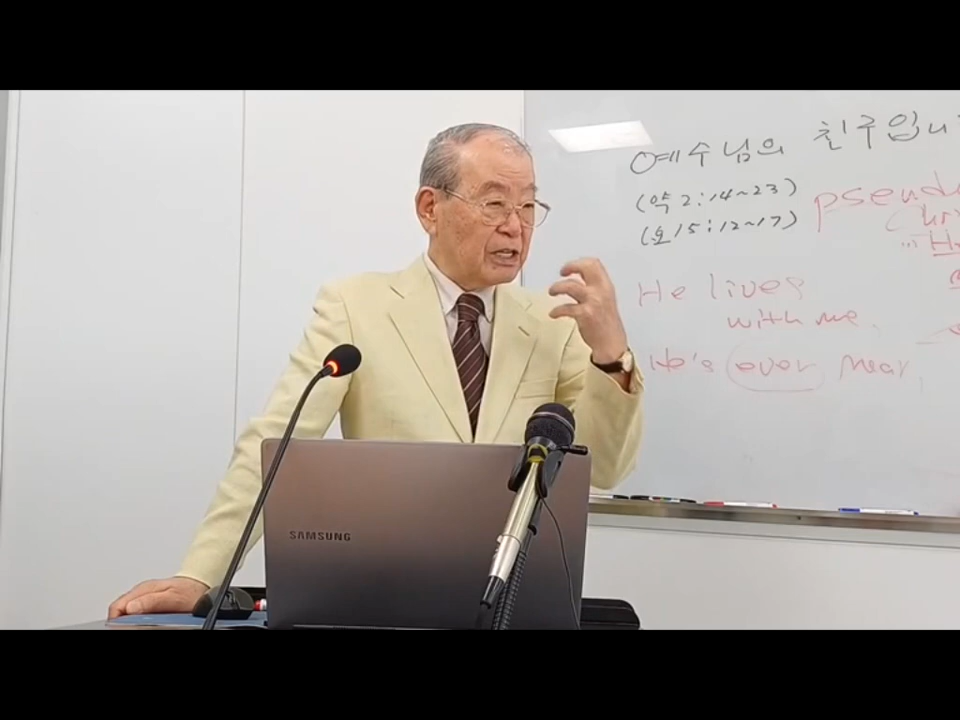 예수님의 친구입니
(약 2:14~23)
(요 15:12~17)
pseudo
He lives
with me.
He's ever near,
SAMSUNG